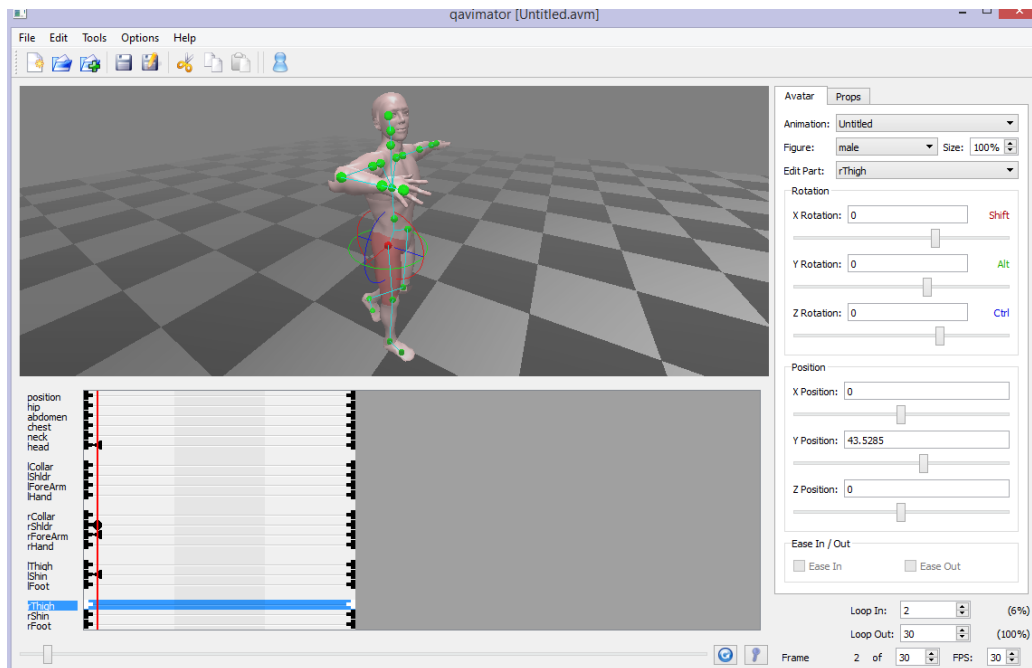 qavimator [Untitled.avm]
File Edit Tools Options Help
Avatar Props
Animation: Untitled
Figure: male Size: 100%
Edit Part: rThigh
Rotation
X Rotation: 0 Shift
Y Rotation: 0 Alt
Z Rotation: 0 Ctrl
Position
X Position: 0
Y Position: 43.5285
Z Position: 0
Ease In / Out
Ease In Ease Out
Loop In: 2 (6%)
Loop Out: 30 (100%)
Frame 2 of 30 FPS: 30
position
hip
abdomen
chest
neck
head
lCollar
lShldr
lForeArm
lHand
rCollar
rShldr
rForeArm
rHand
lThigh
lShin
lFoot
rThigh
rShin
rFoot